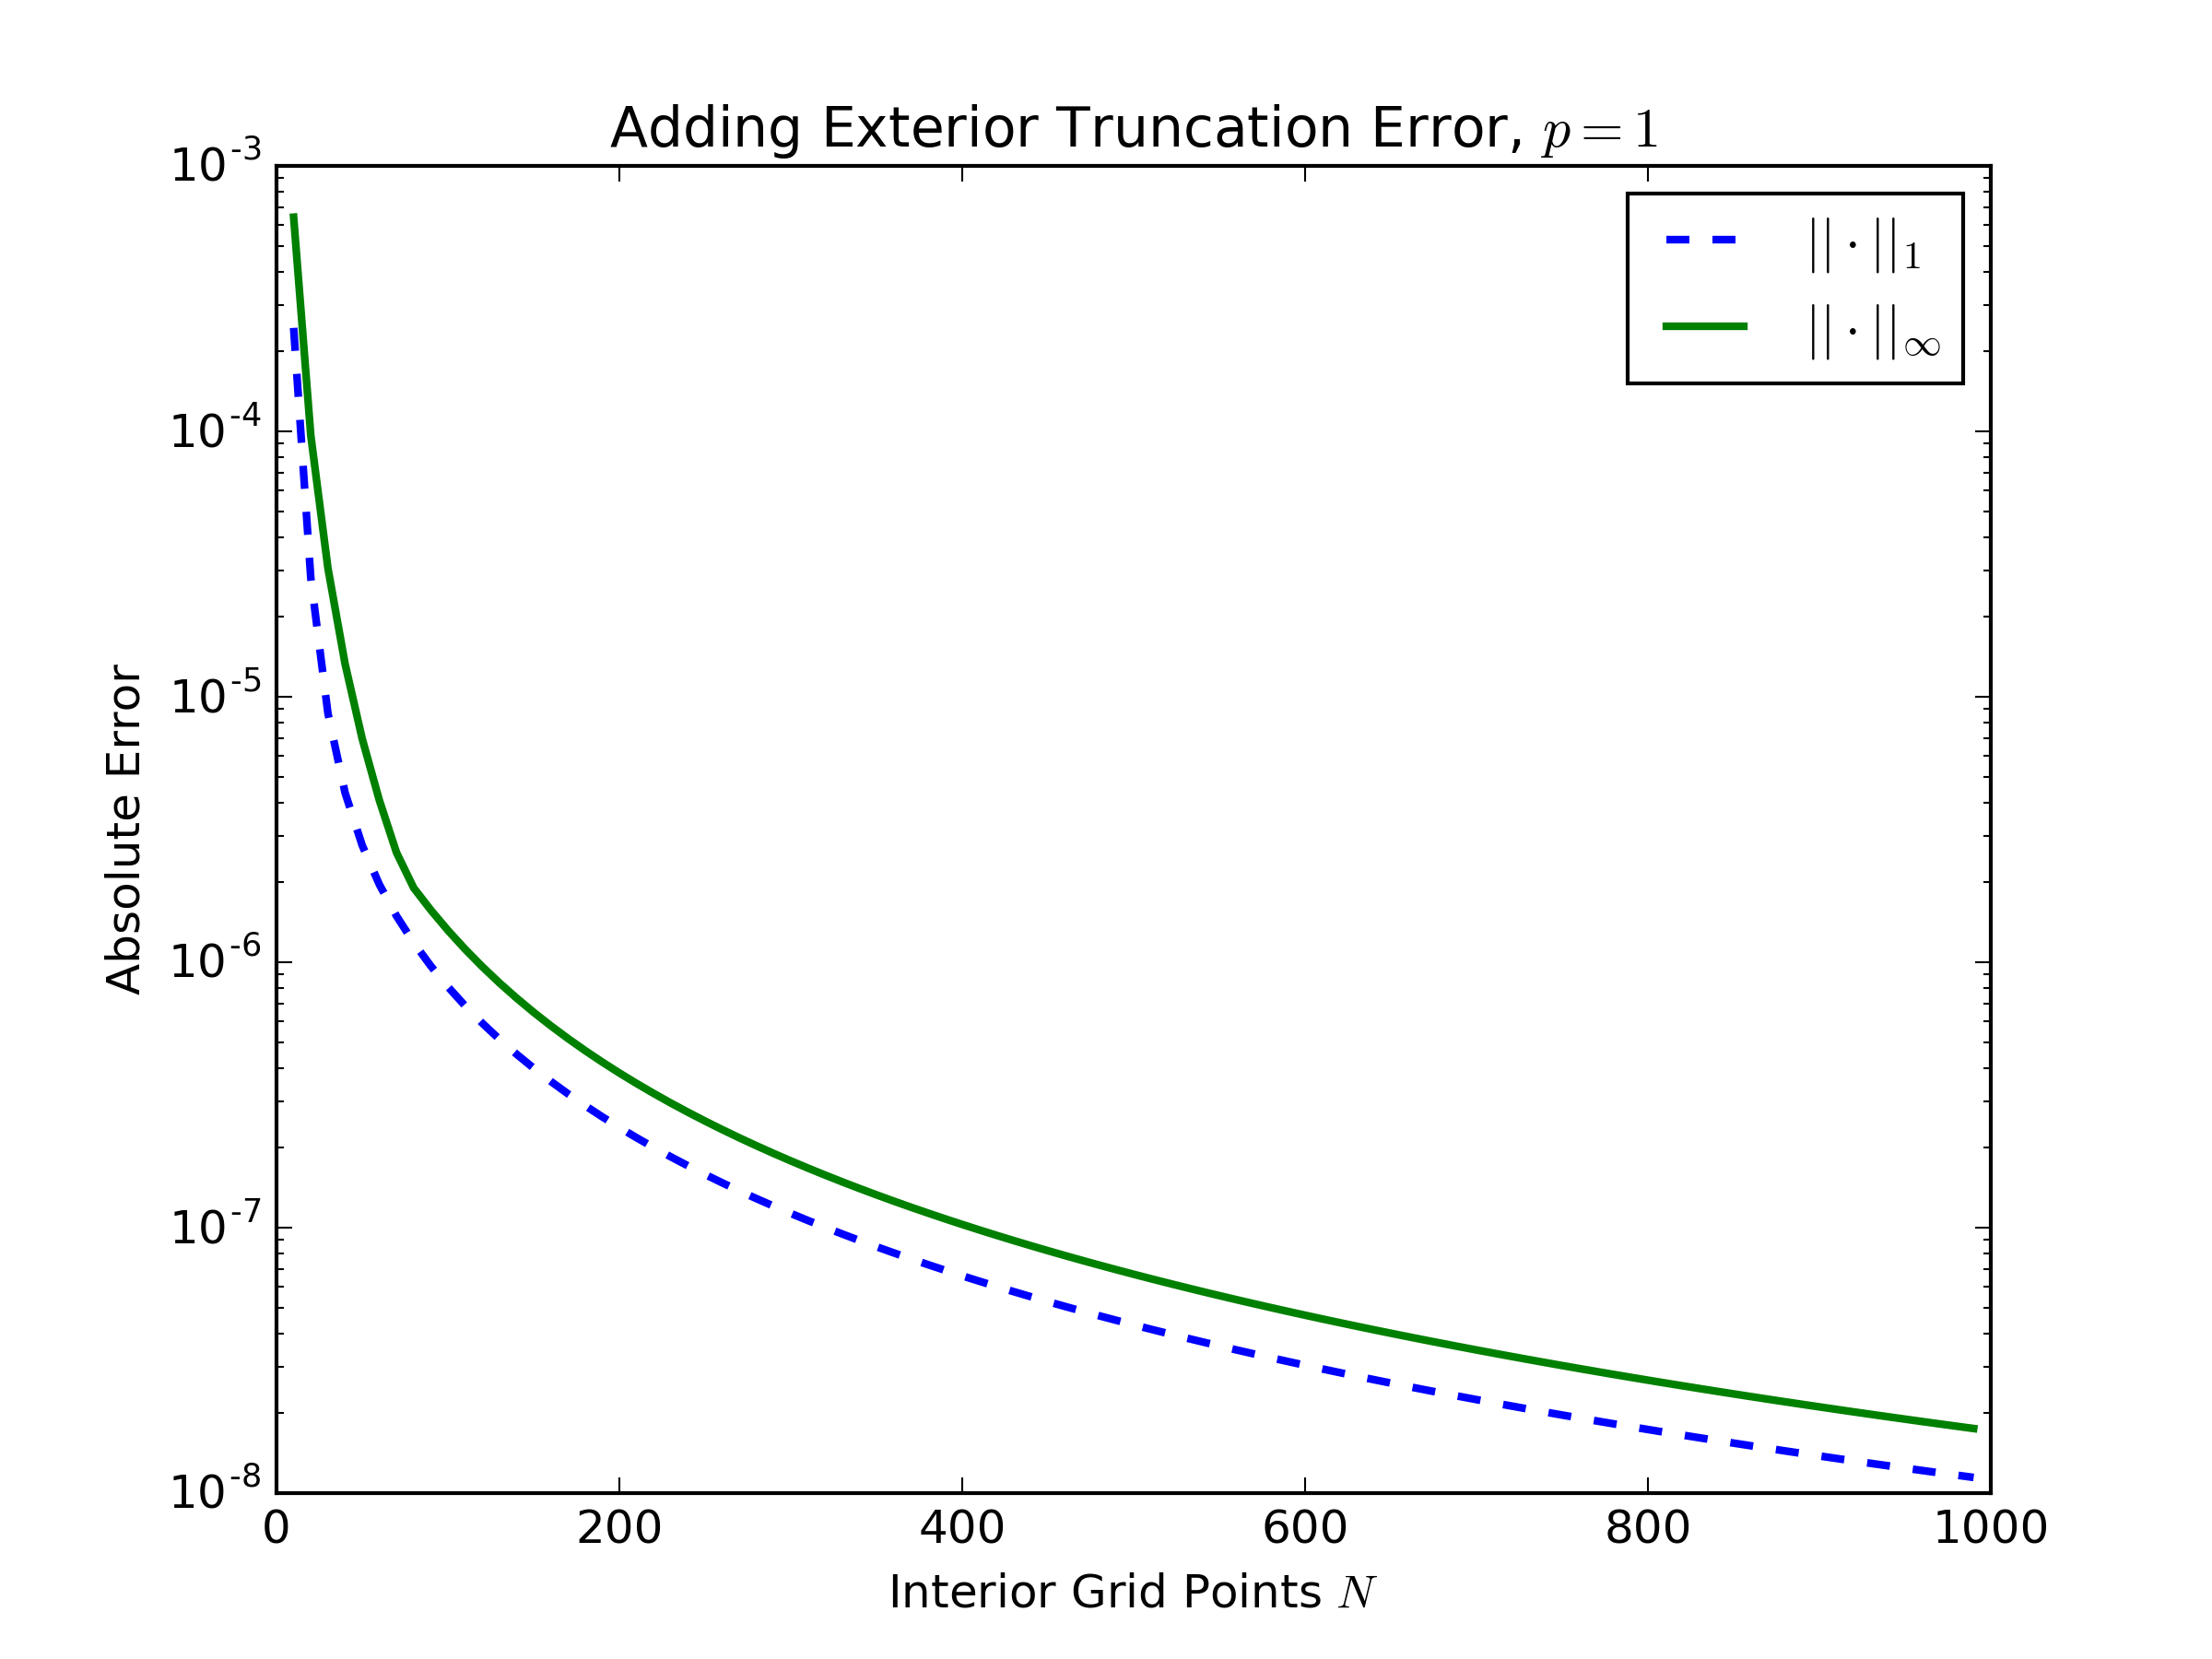 Adding Exterior Truncation Error, p = 1
|| · ||₁
|| · ||∞
10⁻³
10⁻⁴
10⁻⁵
10⁻⁶
10⁻⁷
10⁻⁸
Absolute Error
0 200 400 600 800 1000
Interior Grid Points N